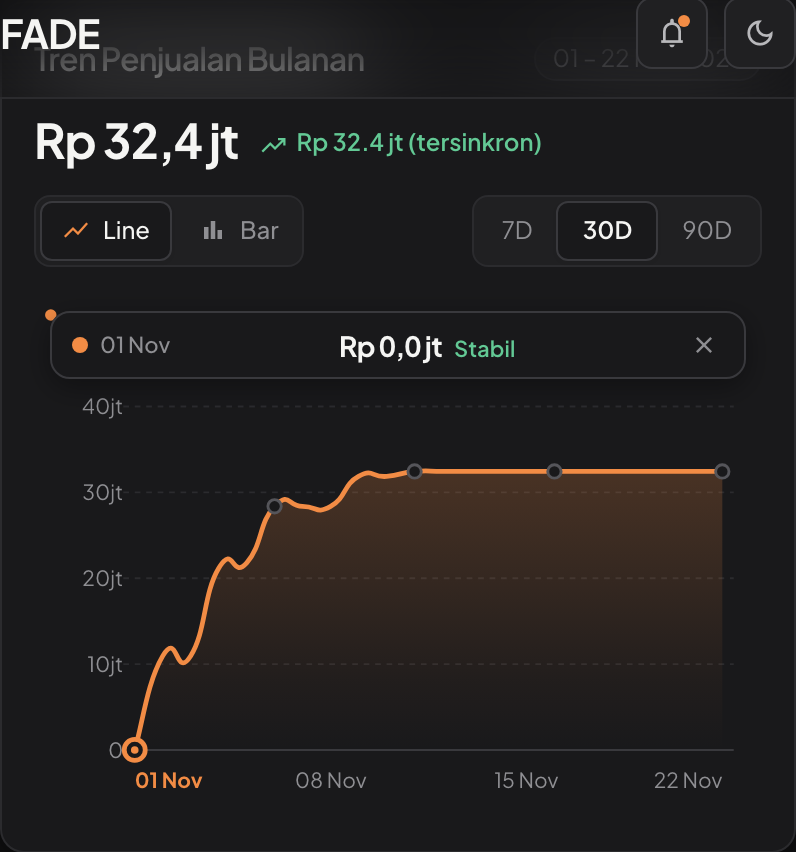 FADE
Tren Penjualan Bulanan
01 – 22
Rp 32,4 jt
Rp 32.4 jt (tersinkron)
Line
Bar
7D
30D
90D
01 Nov
Rp 0,0 jt
Stabil
40jt
30jt
20jt
10jt
0
01 Nov
08 Nov
15 Nov
22 Nov